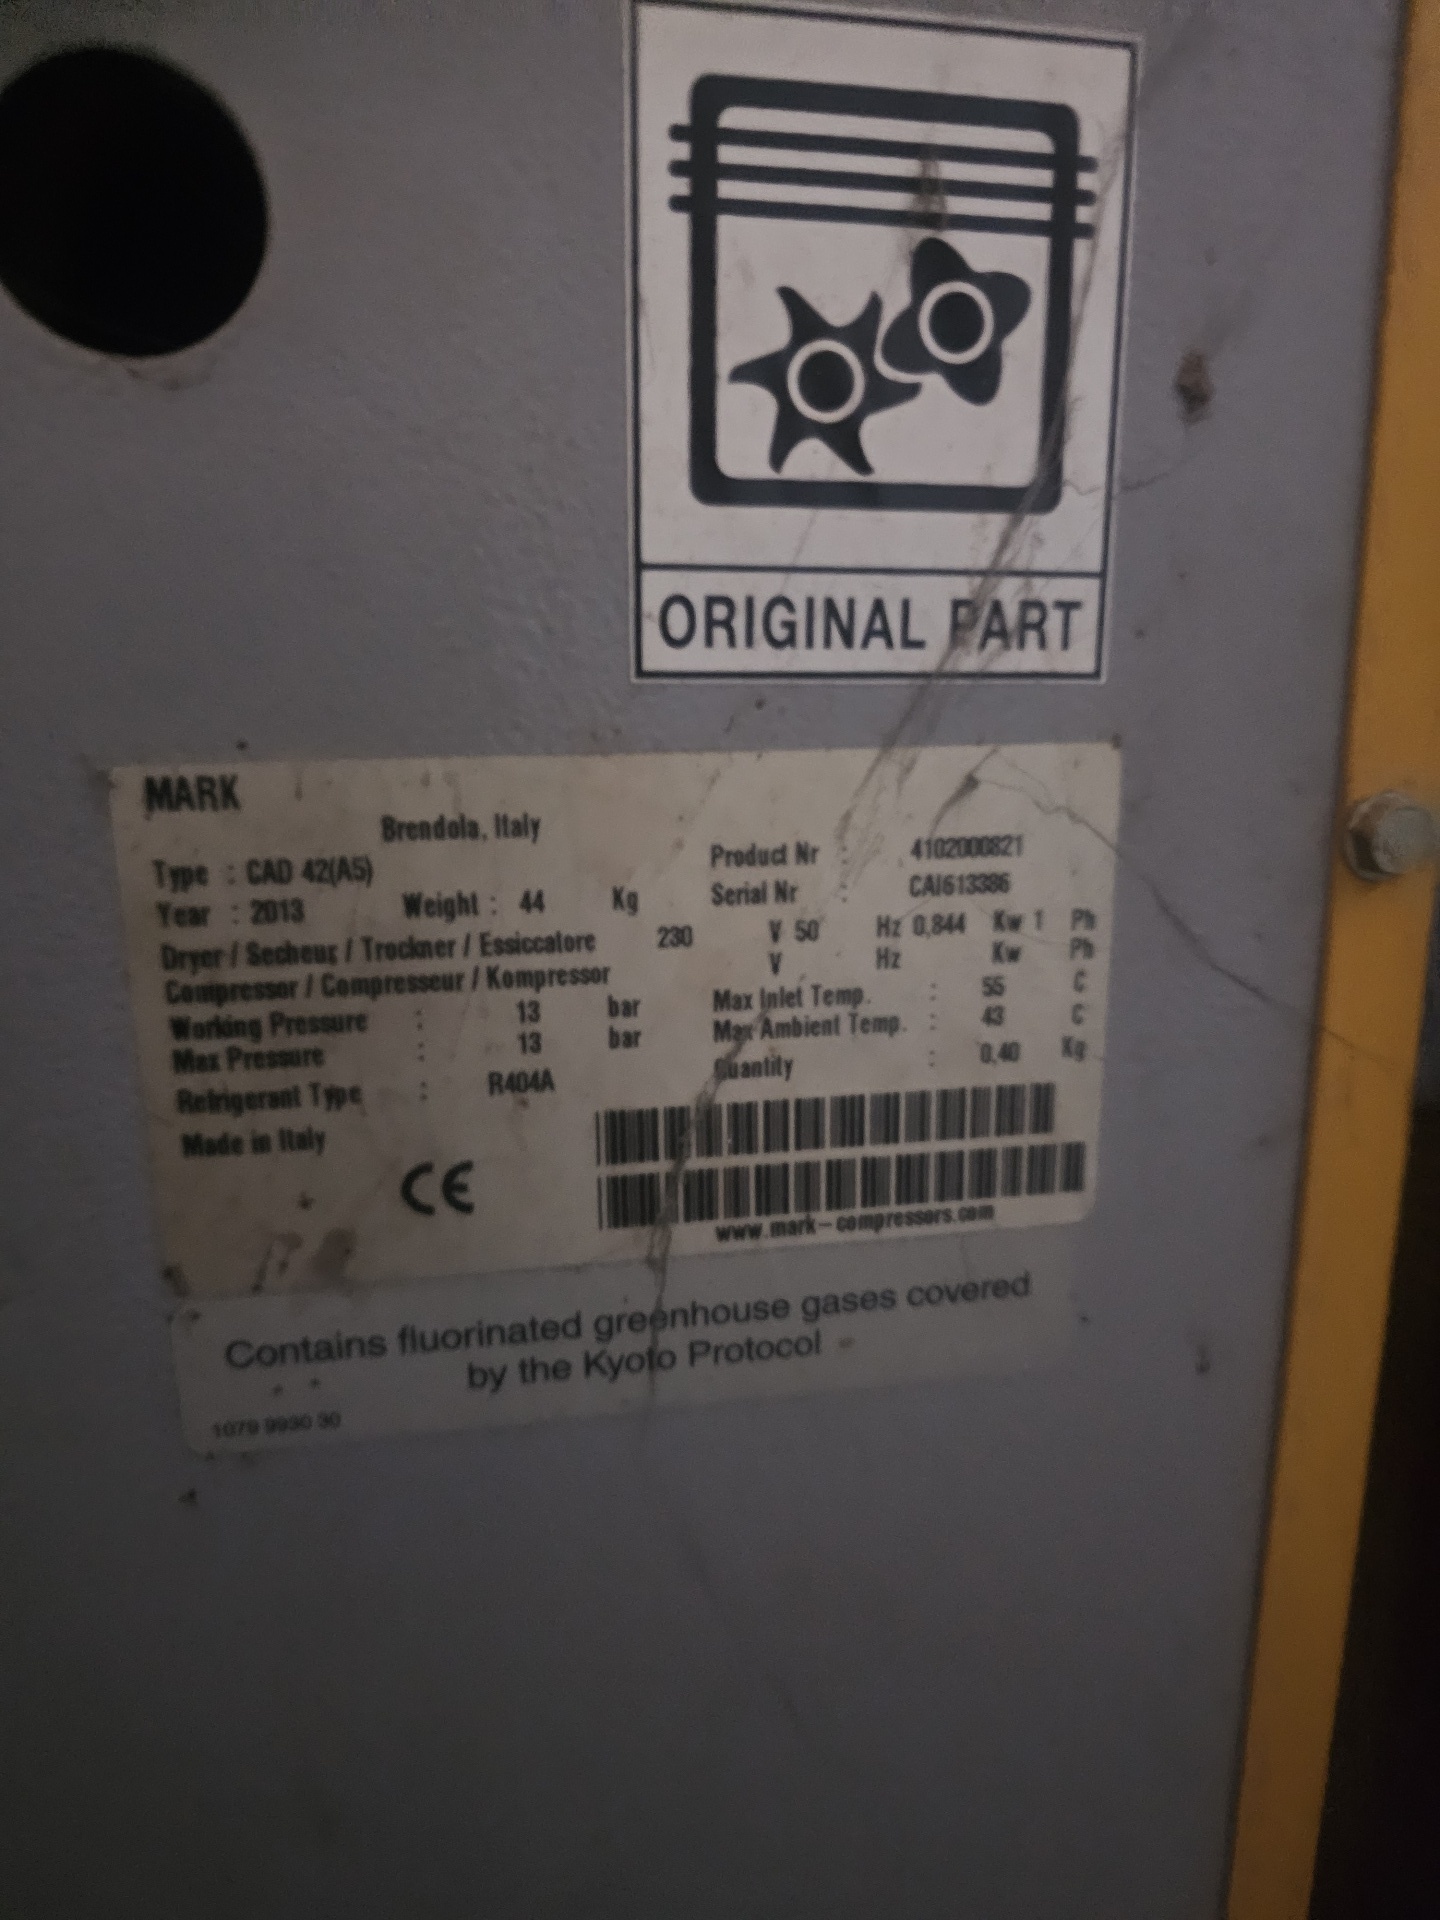 ORIGINAL PART
MARK
Brendola, Italy
Type : CAD 42(A5)
Product Nr : 4102000821
Year : 2013 Weight : 44 Kg
Serial Nr : CAI613386
Dryer / Secheur / Trockner / Essiccatore 230 V 50 Hz 0,844 Kw 1 Ph
Compressor / Compresseur / Kompressor V Hz Kw Ph
Working Pressure : 13 bar
Max Inlet Temp. : 55 C
Max Pressure : 13 bar
Max Ambient Temp. : 43 C
Refrigerant Type : R404A
Quantity : 0,40 Kg
Made in Italy
CE
www.mark-compressors.com
Contains fluorinated greenhouse gases covered
by the Kyoto Protocol
1079 9930 30